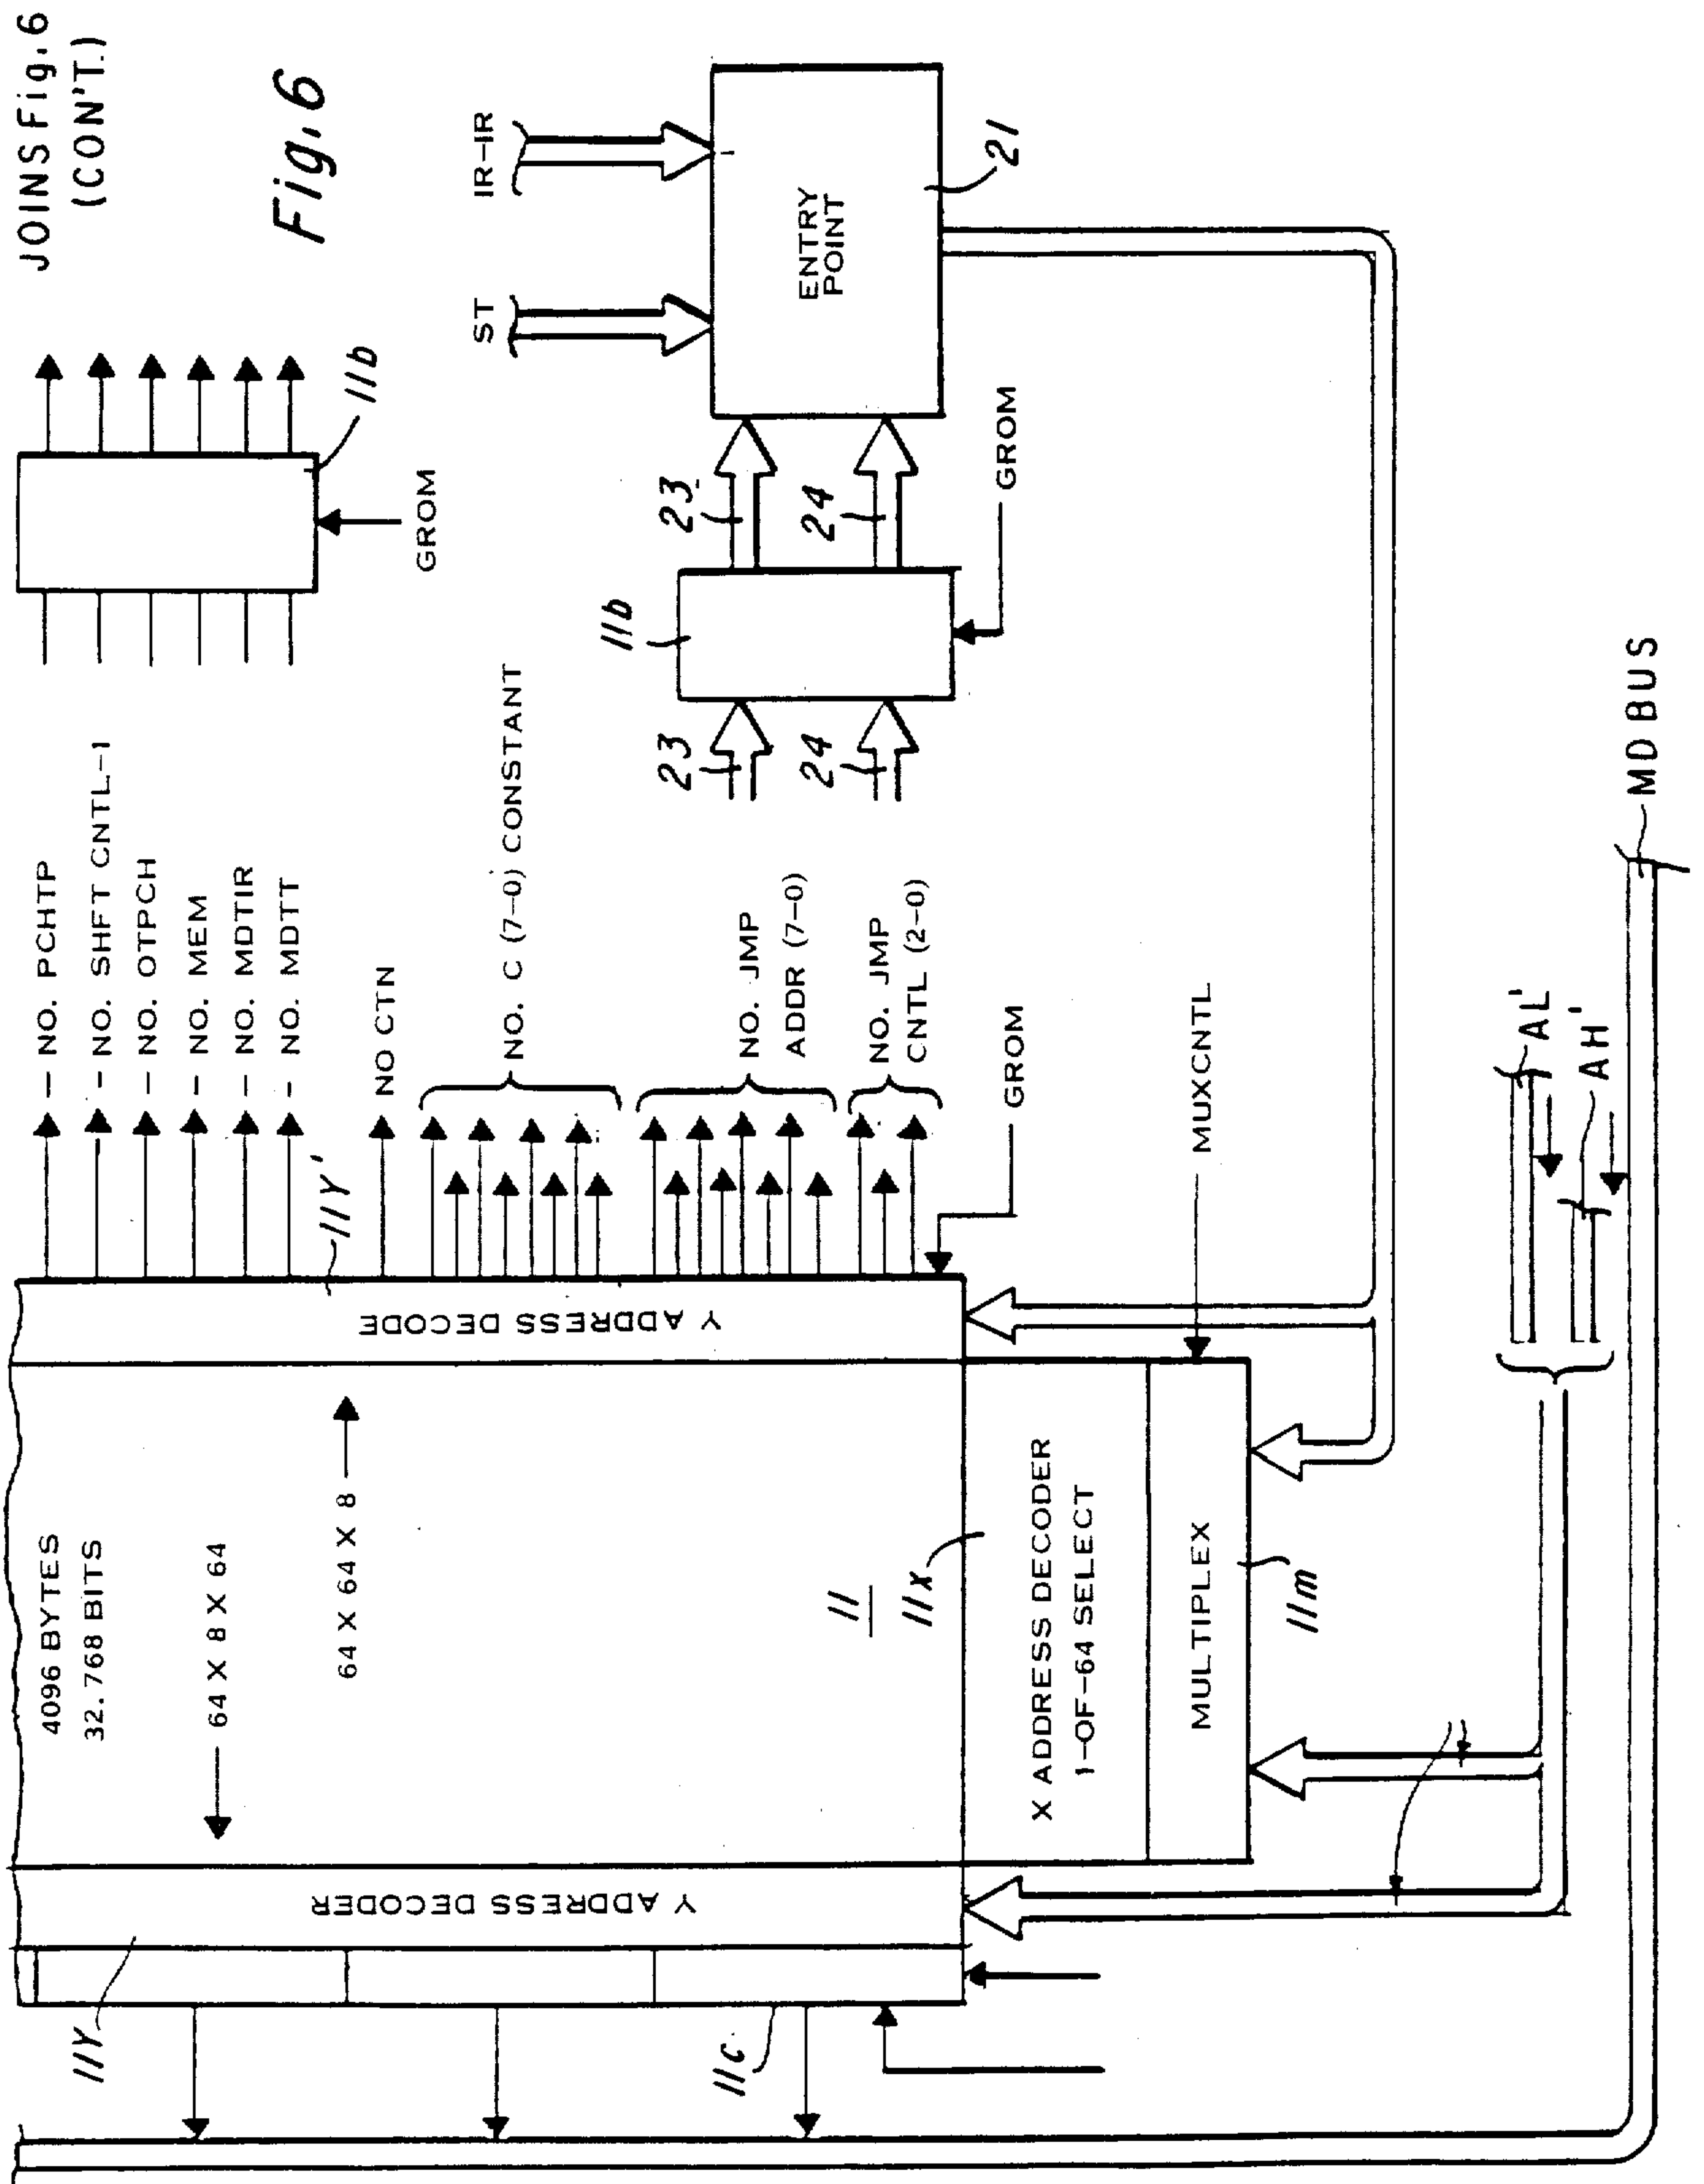 JOINS Fig. 6
(CON'T.)
Fig. 6
11b
GROM
ST
IR-IR
ENTRY
POINT
21
23
24
11b
23
24
GROM
— NO. PCHTP
– NO. SHFT CNTL-1
— NO. OTPCH
– NO. MEM
– NO. MDTIR
– NO. MDTT
NO CTN
NO. C (7-0) CONSTANT
NO. JMP
ADDR (7-0)
NO. JMP
CNTL (2-0)
GROM
MUXCNTL
11Y'
Y ADDRESS DECODE
4096 BYTES
32.768 BITS
64 X 8 X 64
64 X 64 X 8
11
11X
X ADDRESS DECODER
1-OF-64 SELECT
MULTIPLEX
11m
Y ADDRESS DECODER
11Y
11c
AL'
AH'
MD BUS